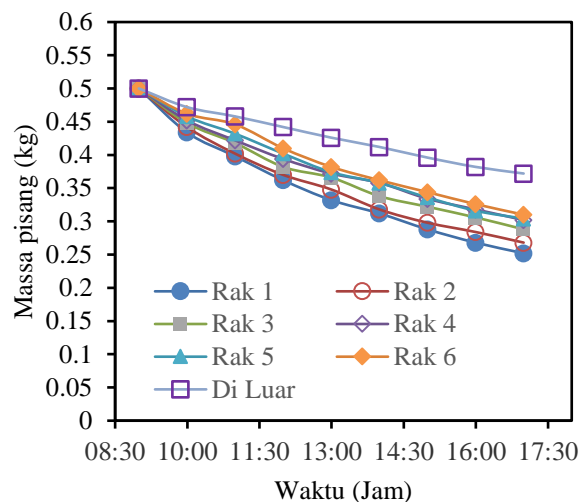 0.6
0.55
0.5
0.45
0.4
0.35
0.3
0.25
0.2
0.15
0.1
0.05
0
Massa pisang (kg)
Rak 1 Rak 2
Rak 3 Rak 4
Rak 5 Rak 6
Di Luar
08:30 10:00 11:30 13:00 14:30 16:00 17:30
Waktu (Jam)